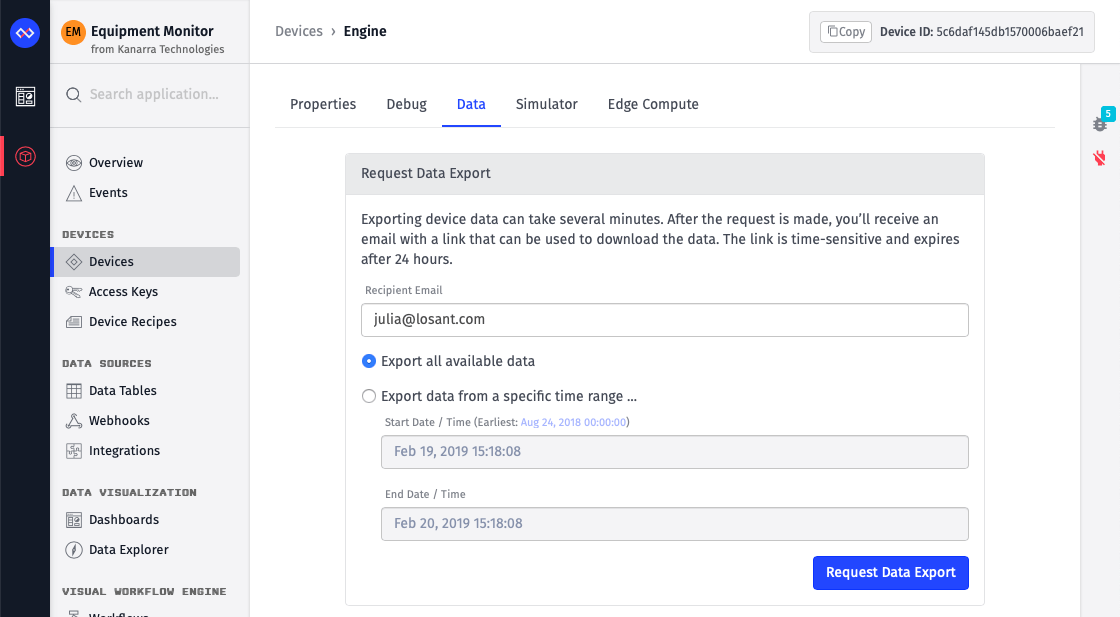 EM Equipment Monitor
from Kanarra Technologies
Devices › Engine
Copy Device ID: 5c6daf145db1570006baef21
Search application...
Overview
Events
DEVICES
Devices
Access Keys
Device Recipes
DATA SOURCES
Data Tables
Webhooks
Integrations
DATA VISUALIZATION
Dashboards
Data Explorer
VISUAL WORKFLOW ENGINE
Workflows
Properties Debug Data Simulator Edge Compute
5
Request Data Export
Exporting device data can take several minutes. After the request is made, you’ll receive an
email with a link that can be used to download the data. The link is time-sensitive and expires
after 24 hours.
Recipient Email
julia@losant.com
Export all available data
Export data from a specific time range ...
Start Date / Time (Earliest: Aug 24, 2018 00:00:00)
Feb 19, 2019 15:18:08
End Date / Time
Feb 20, 2019 15:18:08
Request Data Export